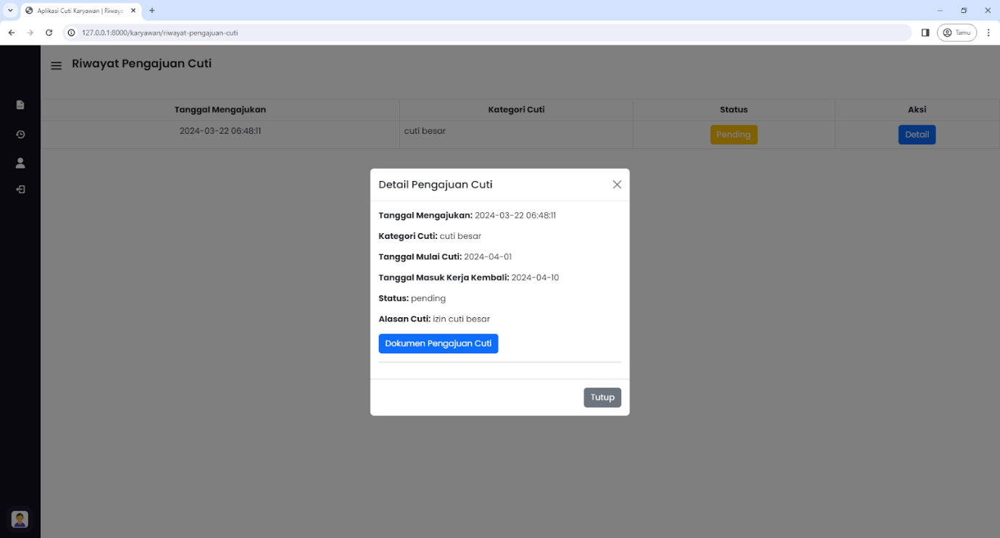 Aplikasi Cuti Karyawan | Riwaya
127.0.0.1:8000/karyawan/riwayat-pengajuan-cuti
Tamu
Riwayat Pengajuan Cuti
Tanggal Mengajukan Kategori Cuti Status Aksi
2024-03-22 06:48:11 cuti besar Pending Detail
Detail Pengajuan Cuti
Tanggal Mengajukan: 2024-03-22 06:48:11
Kategori Cuti: cuti besar
Tanggal Mulai Cuti: 2024-04-01
Tanggal Masuk Kerja Kembali: 2024-04-10
Status: pending
Alasan Cuti: izin cuti besar
Dokumen Pengajuan Cuti
Tutup